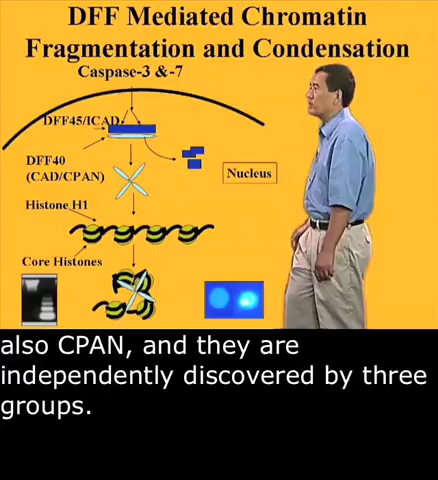 DFF Mediated Chromatin
Fragmentation and Condensation
Caspase-3 &-7
DFF45/ICAD
DFF40
(CAD/CPAN)
Nucleus
Histone H1
Core Histones
also CPAN, and they are
independently discovered by three
groups.